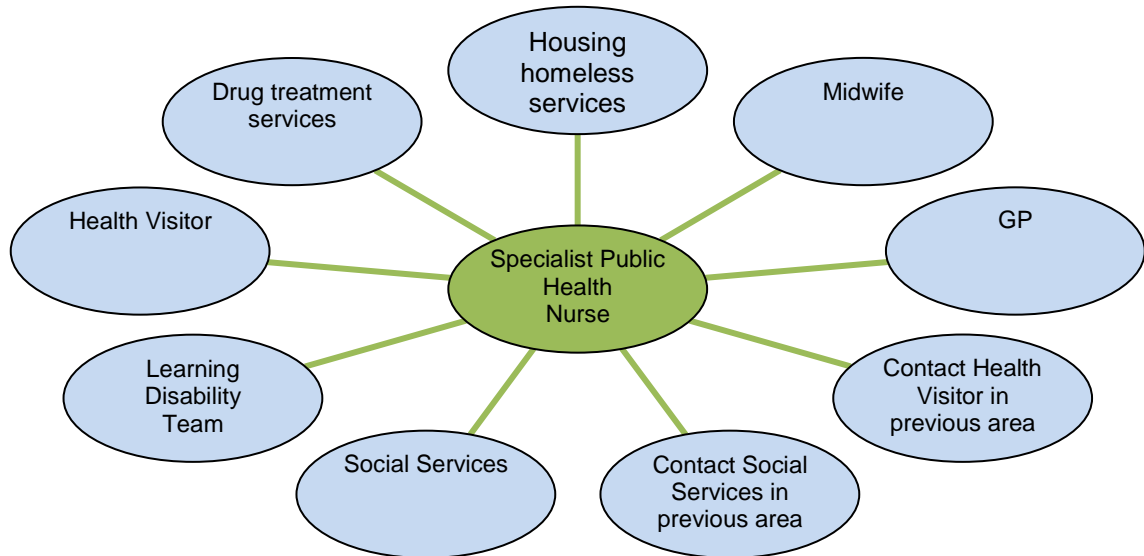 Housing
homeless
services
Drug treatment
services
Midwife
Health Visitor
GP
Specialist Public
Health
Nurse
Learning
Disability
Team
Contact Health
Visitor in
previous area
Social Services
Contact Social
Services in
previous area